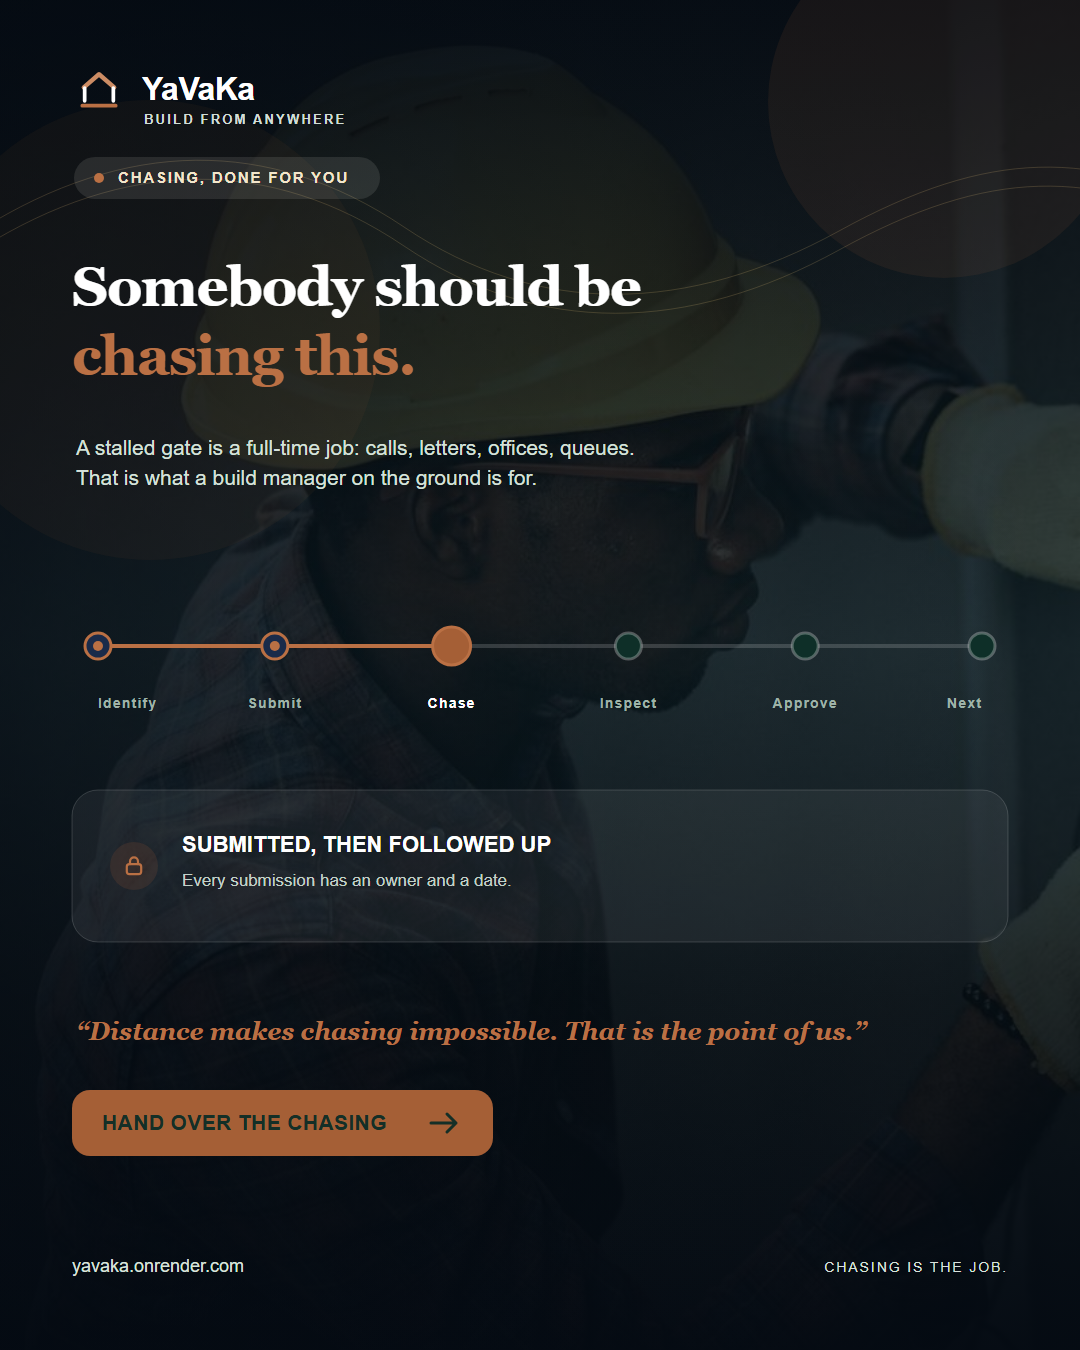 YaVaKa
BUILD FROM ANYWHERE
CHASING, DONE FOR YOU
Somebody should be
chasing this.
A stalled gate is a full-time job: calls, letters, offices, queues.
That is what a build manager on the ground is for.
Identify Submit Chase Inspect Approve Next
SUBMITTED, THEN FOLLOWED UP
Every submission has an owner and a date.
“Distance makes chasing impossible. That is the point of us.”
HAND OVER THE CHASING
yavaka.onrender.com
CHASING IS THE JOB.